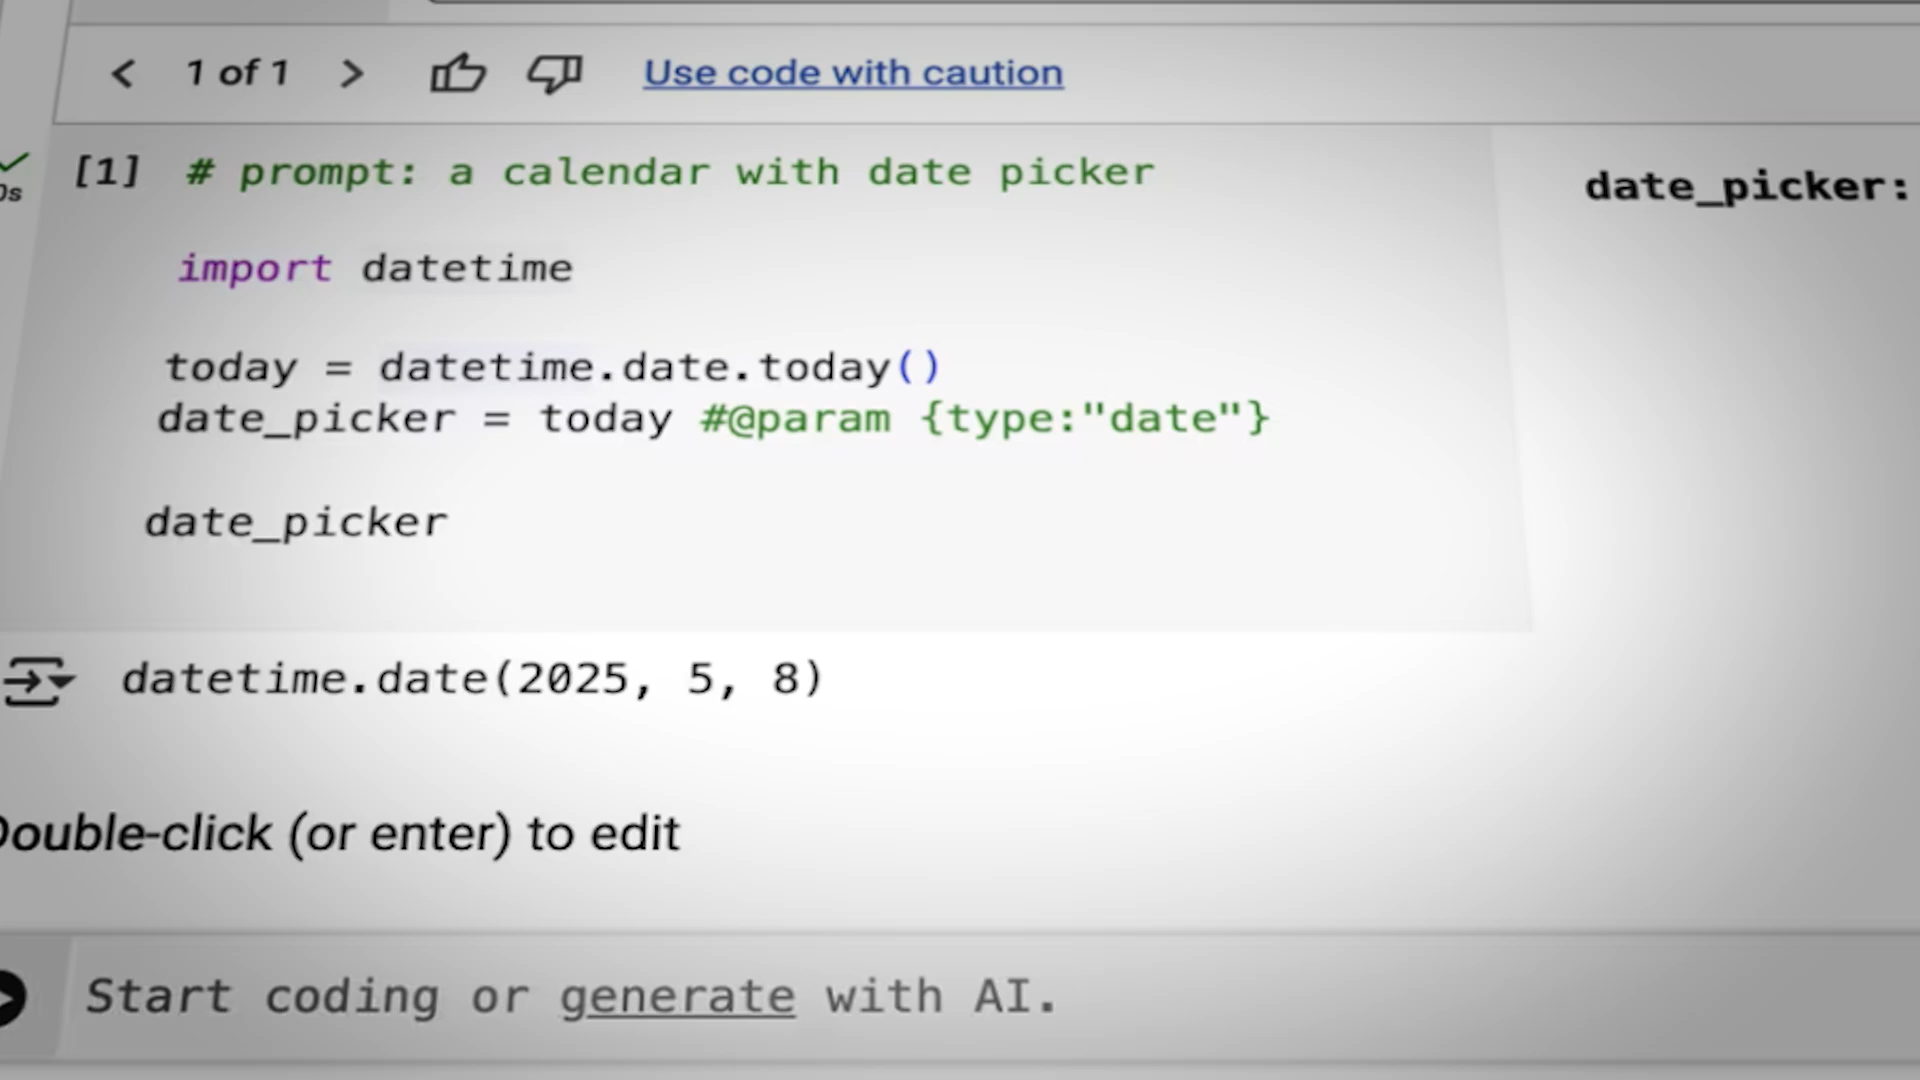 1 of 1 Use code with caution
0s [1] # prompt: a calendar with date picker
date_picker:
import datetime
today = datetime.date.today()
date_picker = today #@param {type:"date"}
date_picker
datetime.date(2025, 5, 8)
Double-click (or enter) to edit
Start coding or generate with AI.